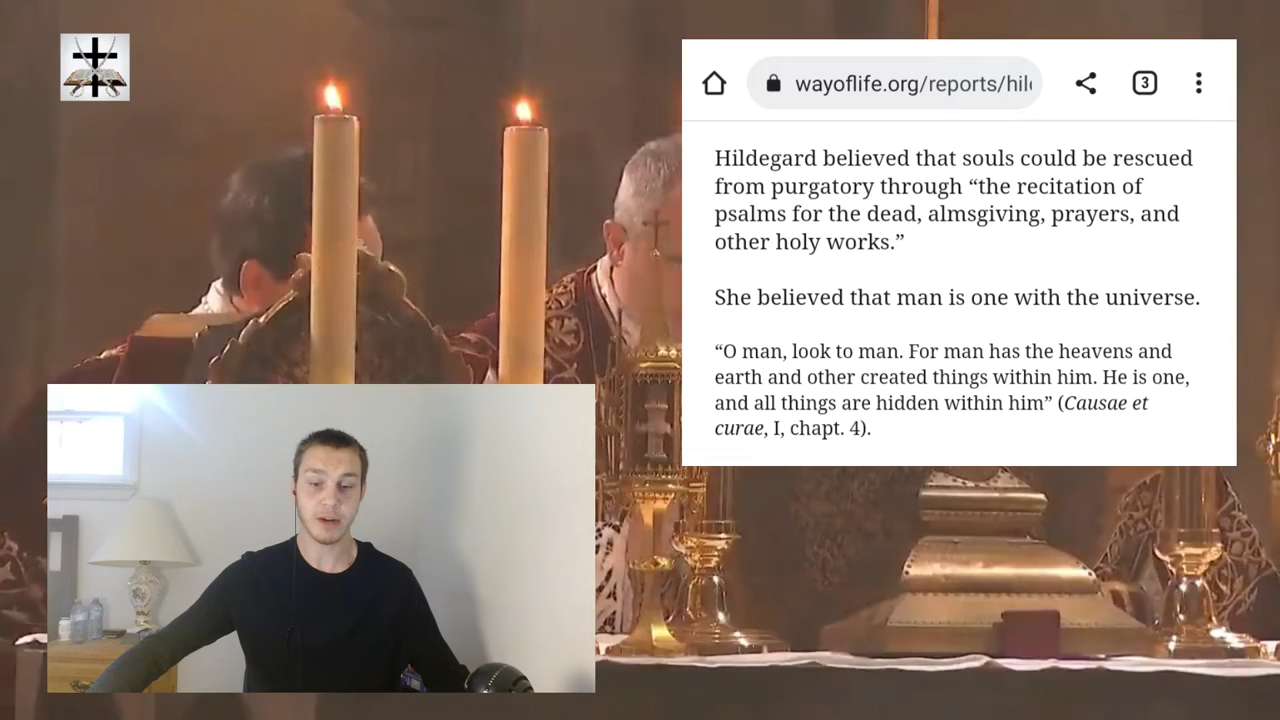 wayoflife.org/reports/hil
3
Hildegard believed that souls could be rescued
from purgatory through “the recitation of
psalms for the dead, almsgiving, prayers, and
other holy works.”
She believed that man is one with the universe.
“O man, look to man. For man has the heavens and
earth and other created things within him. He is one,
and all things are hidden within him” (Causae et
curae, I, chapt. 4).